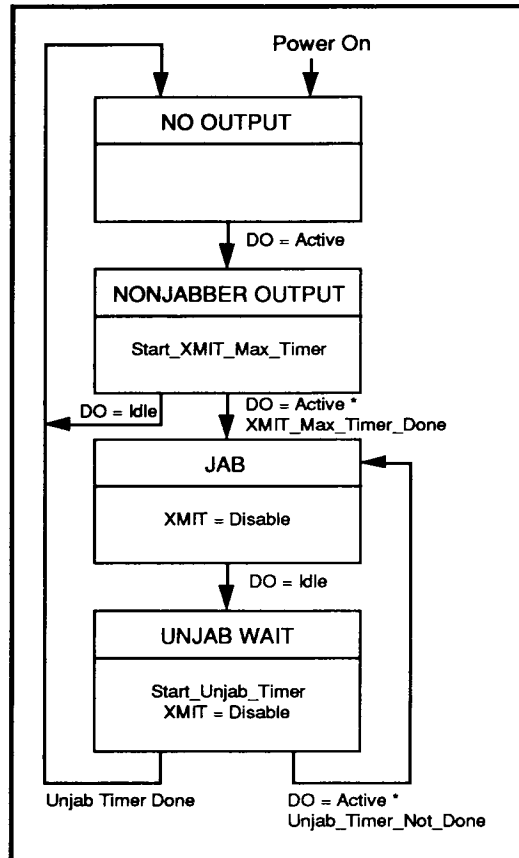 Power On
NO OUTPUT
DO = Active
NONJABBER OUTPUT
Start_XMIT_Max_Timer
DO = Idle
DO = Active *
XMIT_Max_Timer_Done
JAB
XMIT = Disable
DO = Idle
UNJAB WAIT
Start_Unjab_Timer
XMIT = Disable
Unjab Timer Done
DO = Active *
Unjab_Timer_Not_Done